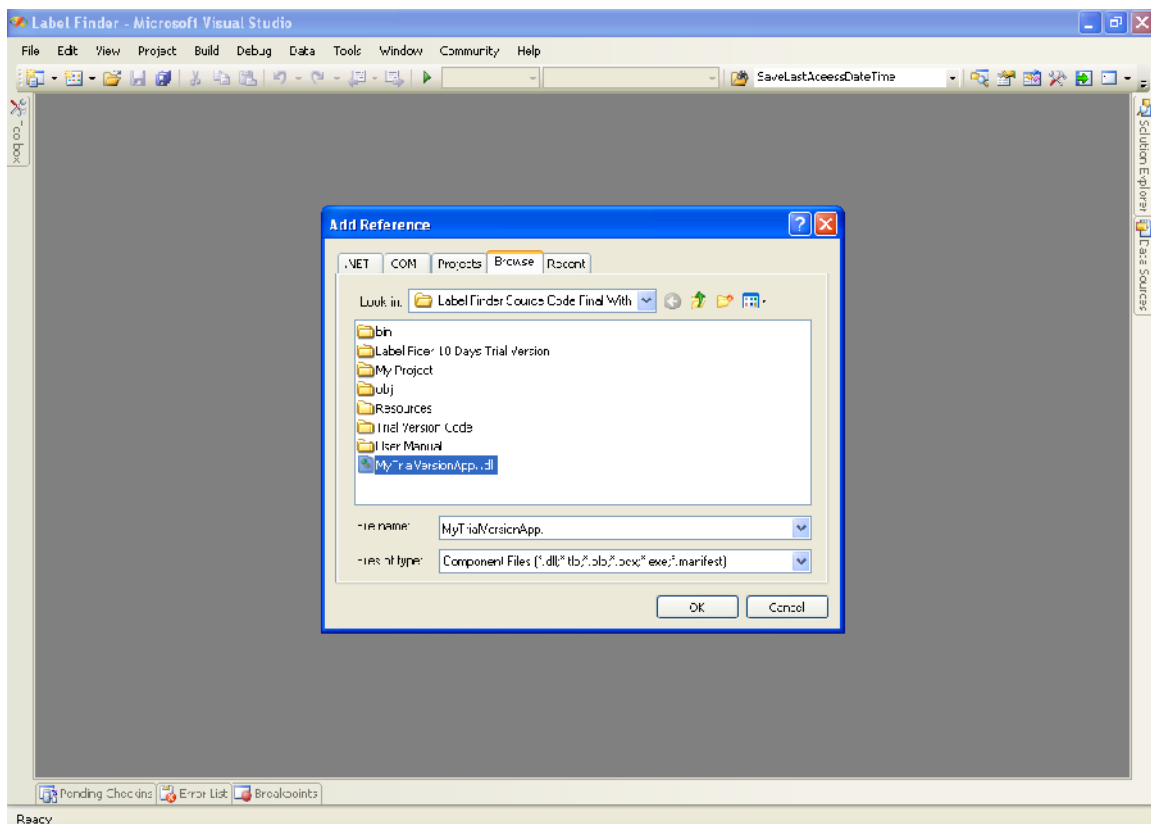 Label Finder - Microsoft Visual Studio
File Edit View Project Build Debug Data Tools Window Community Help
SaveLastAceessDateTime
Toolbox
Solution Explorer
Data Sources
Add Reference
.NET COM Projects Browse Recent
Look in: Label Finder Source Code Final With
bin
Label Ficer 10 Days Trial Version
My Project
obj
Resources
Trial Version Code
User Manual
MyTrialVersionApp..dll
File name: MyTrialVersionApp.
Files of type: Component Files (*.dll;*.tlb;*.olb;*.ocx;*.exe;*.manifest)
OK Cancel
Pending Checkins Error List Breakpoints
Ready